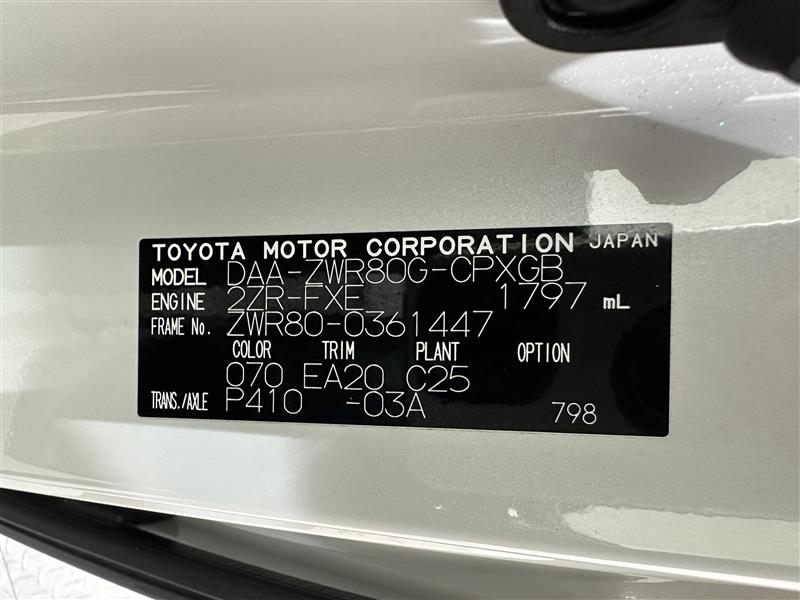 TOYOTA MOTOR CORPORATION JAPAN
MODEL DAA-ZWR80G-CPXGB
ENGINE 2ZR-FXE 1797 mL
FRAME No. ZWR80-0361447
COLOR TRIM PLANT OPTION
070 EA20 C25
TRANS./AXLE P410 -03A 798